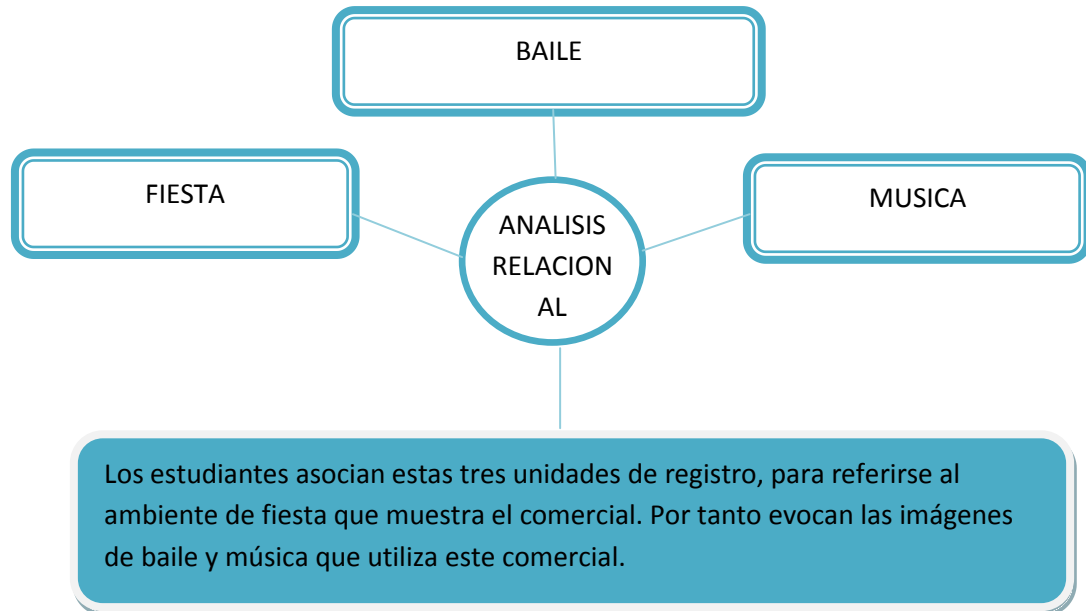 BAILE
FIESTA
MUSICA
ANALISIS
RELACION
AL
Los estudiantes asocian estas tres unidades de registro, para referirse al
ambiente de fiesta que muestra el comercial. Por tanto evocan las imágenes
de baile y música que utiliza este comercial.